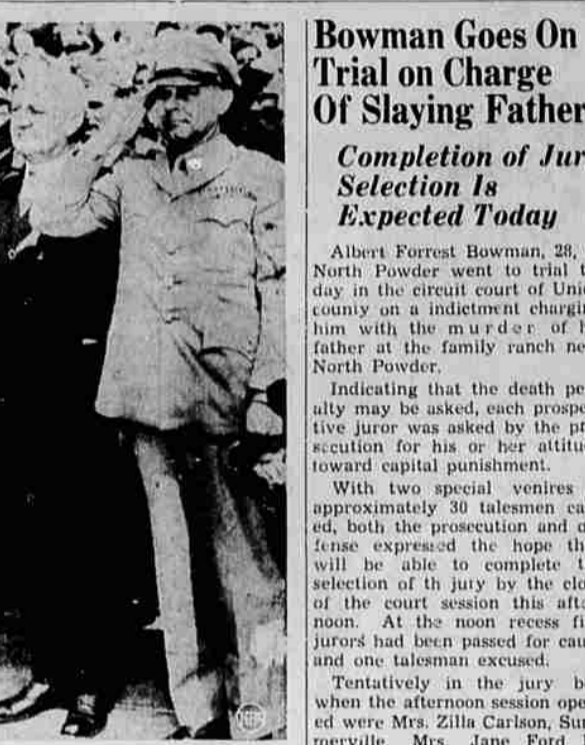 Bowman Goes On
Trial on Charge
Of Slaying Father
Completion of Jur
Selection Is
Expected Today
Albert Forrest Bowman, 28,
North Powder went to trial t
day in the circuit court of Unio
county on a indictment chargin
him with the murder of h
father at the family ranch ne
North Powder.
Indicating that the death pe
alty may be asked, each prospe
tive juror was asked by the pr
secution for his or her attitu
toward capital punishment.
With two special venires
approximately 30 talesmen ca
ed, both the prosecution and d
fense expressed the hope the
will be able to complete t
selection of th jury by the clo
of the court session this afte
noon. At the noon recess fi
jurors had been passed for cau
and one talesman excused.
Tentatively in the jury b
when the afternoon session ope
ed were Mrs. Zilla Carlson, Sum
merville, Mrs. Jane Ford